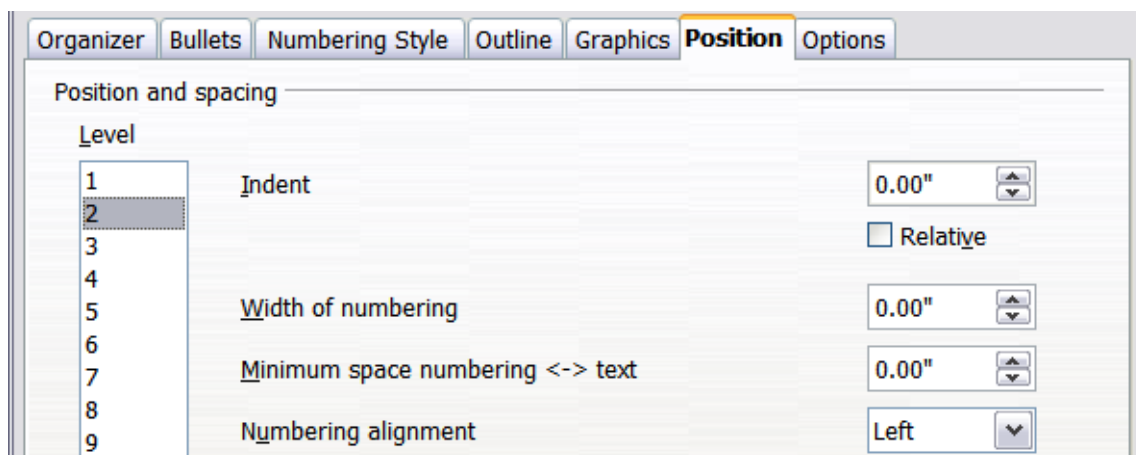 Organizer Bullets Numbering Style Outline Graphics Position Options
Position and spacing
Level
1 Indent 0.00"
2
3 Relative
4
5 Width of numbering 0.00"
6
7 Minimum space numbering <-> text 0.00"
8
9 Numbering alignment Left